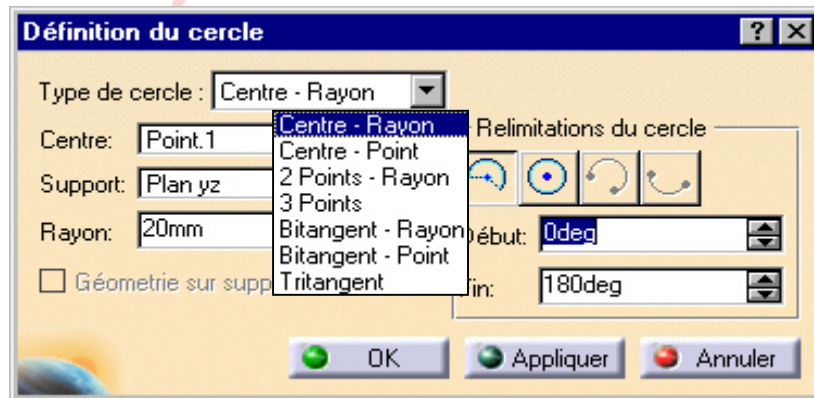 Définition du cercle
Type de cercle : Centre - Rayon
Centre: Point.1
Support: Plan yz
Rayon: 20mm
Géometrie sur supp
Centre - Rayon
Centre - Point
2 Points - Rayon
3 Points
Bitangent - Rayon
Bitangent - Point
Tritangent
Relimitations du cercle
Début: 0deg
Fin: 180deg
OK Appliquer Annuler